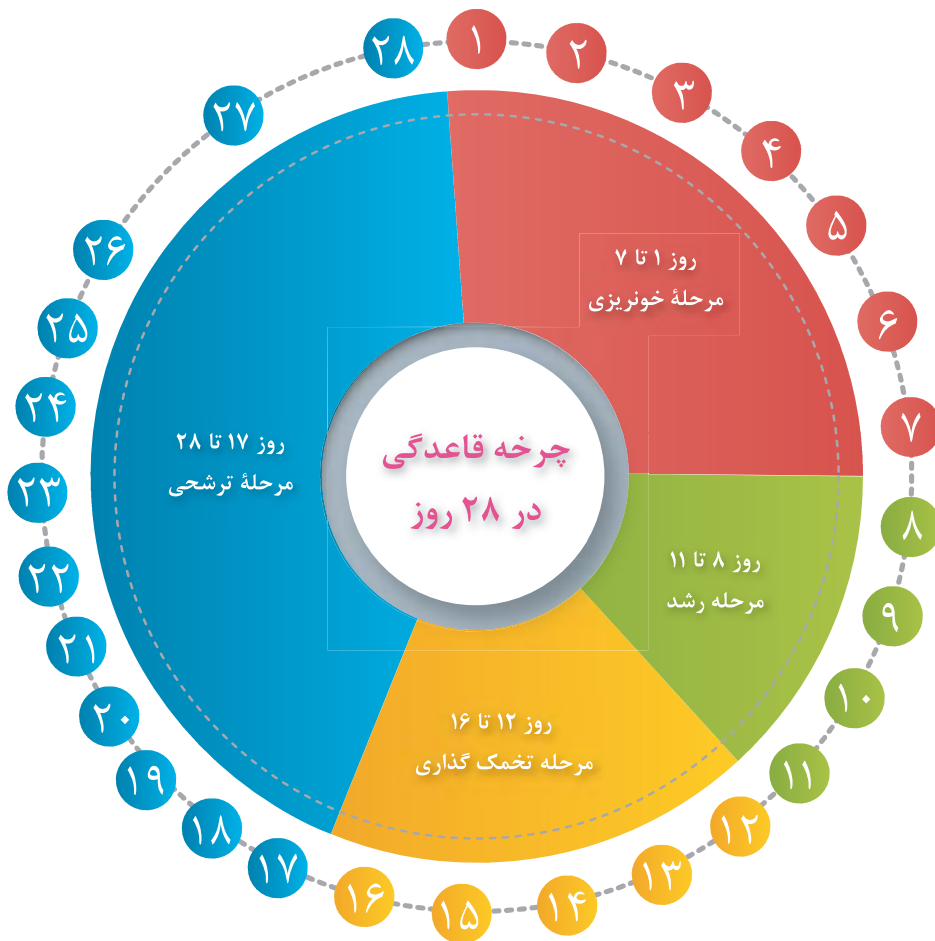 چرخه قاعدگی
در ۲۸ روز
روز ۱ تا ۷
مرحلهٔ خونریزی
روز ۸ تا ۱۱
مرحله رشد
روز ۱۲ تا ۱۶
مرحله تخمک گذاری
روز ۱۷ تا ۲۸
مرحلهٔ ترشحی
۱
۲
۳
۴
۵
۶
۷
۸
۹
۱۰
۱۱
۱۲
۱۳
۱۴
۱۵
۱۶
۱۷
۱۸
۱۹
۲۰
۲۱
۲۲
۲۳
۲۴
۲۵
۲۶
۲۷
۲۸